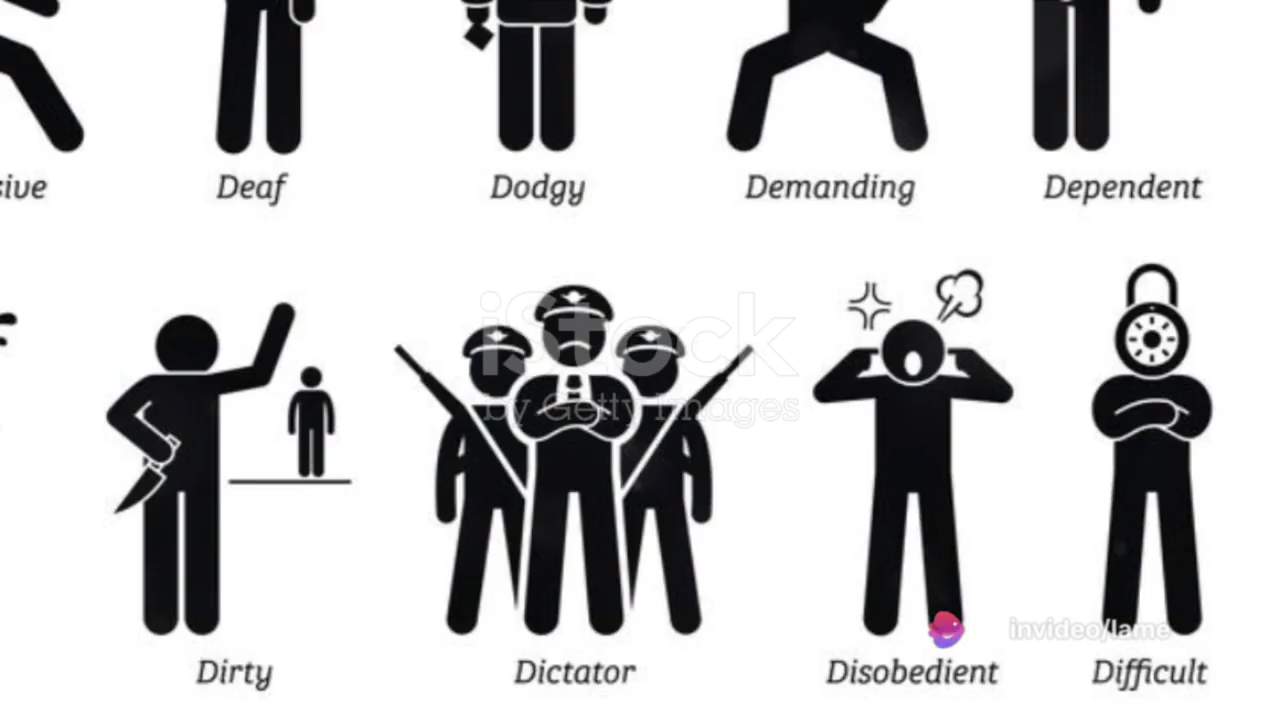 sive
Deaf
Dodgy
Demanding
Dependent
iStock
by Getty Images
invideo/lame
Dirty
Dictator
Disobedient
Difficult